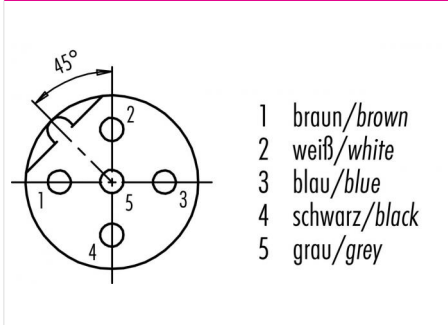 45°
2
1
5
3
4
1 braun/brown
2 weiß/white
3 blau/blue
4 schwarz/black
5 grau/grey